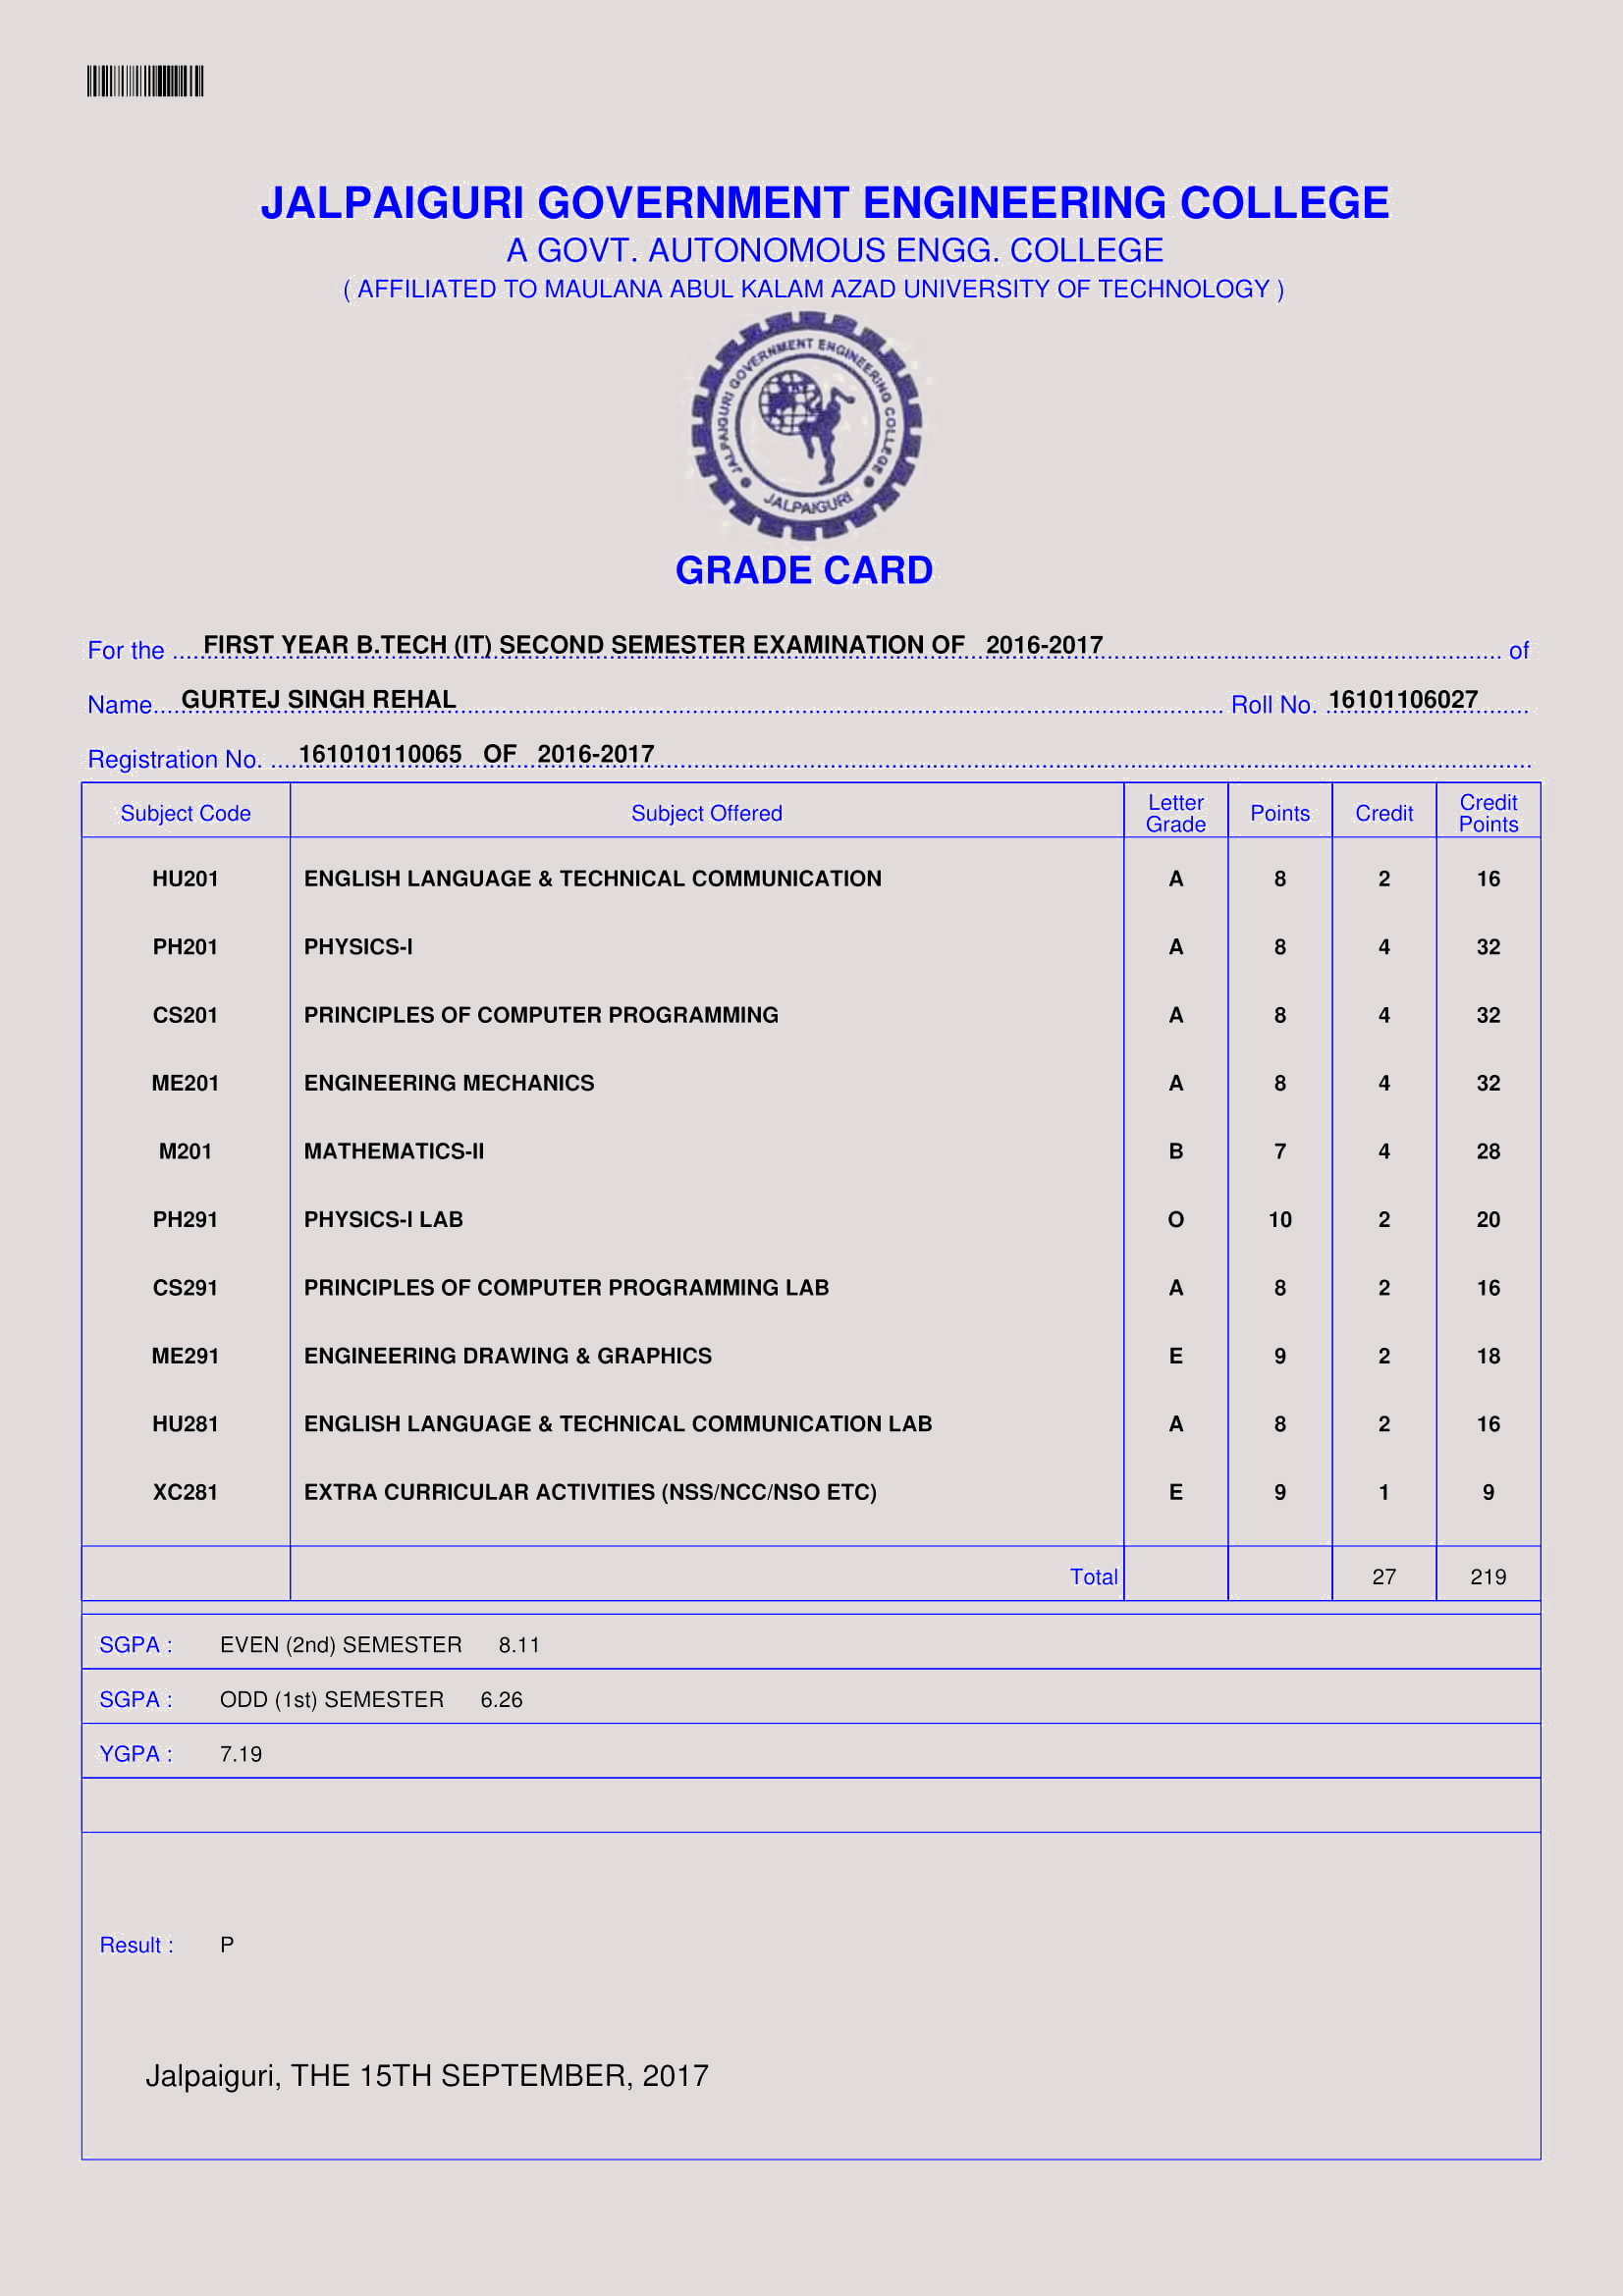 JALPAIGURI GOVERNMENT ENGINEERING COLLEGE
A GOVT. AUTONOMOUS ENGG. COLLEGE
( AFFILIATED TO MAULANA ABUL KALAM AZAD UNIVERSITY OF TECHNOLOGY )
JALPAIGURI GOVERNMENT ENGINEERING COLLEGE
JALPAIGURI
GRADE CARD
For the FIRST YEAR B.TECH (IT) SECOND SEMESTER EXAMINATION OF 2016-2017 of
Name GURTEJ SINGH REHAL Roll No. 16101106027
Registration No. 161010110065 OF 2016-2017
Subject Code Subject Offered Letter Grade Points Credit Credit Points
HU201 ENGLISH LANGUAGE & TECHNICAL COMMUNICATION A 8 2 16
PH201 PHYSICS-I A 8 4 32
CS201 PRINCIPLES OF COMPUTER PROGRAMMING A 8 4 32
ME201 ENGINEERING MECHANICS A 8 4 32
M201 MATHEMATICS-II B 7 4 28
PH291 PHYSICS-I LAB O 10 2 20
CS291 PRINCIPLES OF COMPUTER PROGRAMMING LAB A 8 2 16
ME291 ENGINEERING DRAWING & GRAPHICS E 9 2 18
HU281 ENGLISH LANGUAGE & TECHNICAL COMMUNICATION LAB A 8 2 16
XC281 EXTRA CURRICULAR ACTIVITIES (NSS/NCC/NSO ETC) E 9 1 9
Total 27 219
SGPA : EVEN (2nd) SEMESTER 8.11
SGPA : ODD (1st) SEMESTER 6.26
YGPA : 7.19
Result : P
Jalpaiguri, THE 15TH SEPTEMBER, 2017